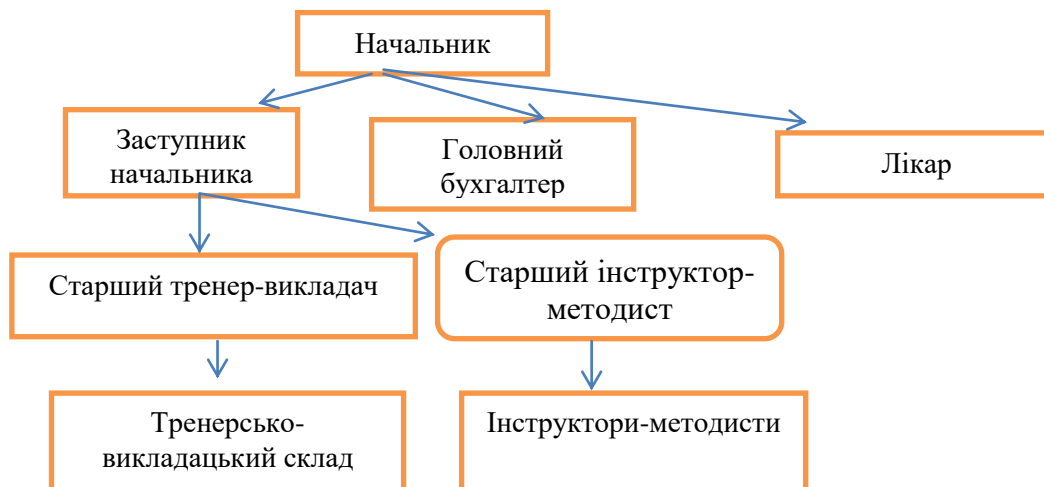 Начальник
Заступник
начальника
Головний
бухгалтер
Лікар
Старший тренер-викладач
Старший інструктор-
методист
Тренерсько-
викладацький склад
Інструктори-методисти